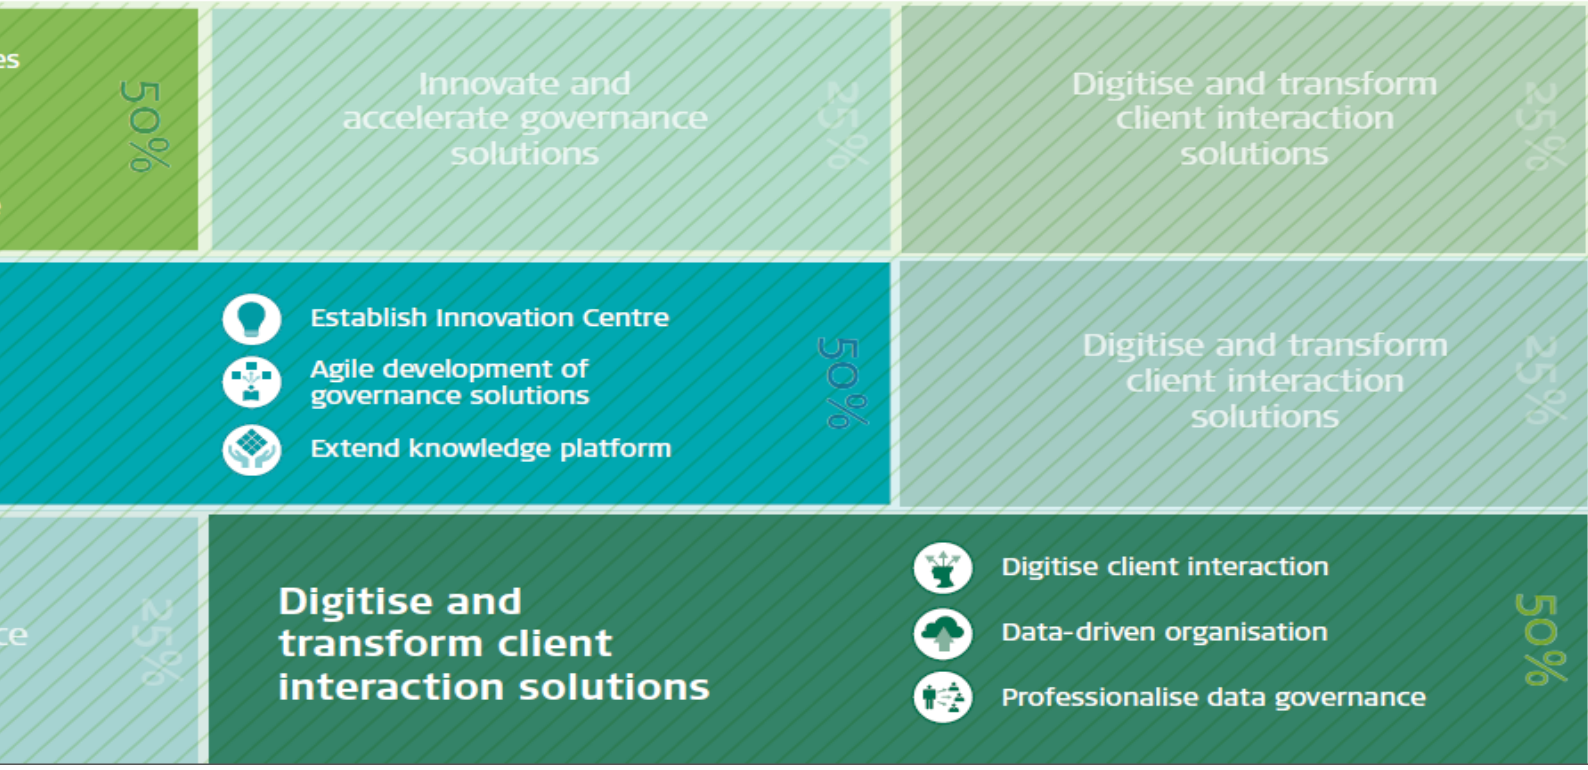 es
50%
Innovate and
accelerate governance
solutions
25%
Digitise and transform
client interaction
solutions
25%
Establish Innovation Centre
Agile development of
governance solutions
Extend knowledge platform
50%
Digitise and transform
client interaction
solutions
25%
ce
25%
Digitise and
transform client
interaction solutions
Digitise client interaction
Data-driven organisation
Professionalise data governance
50%